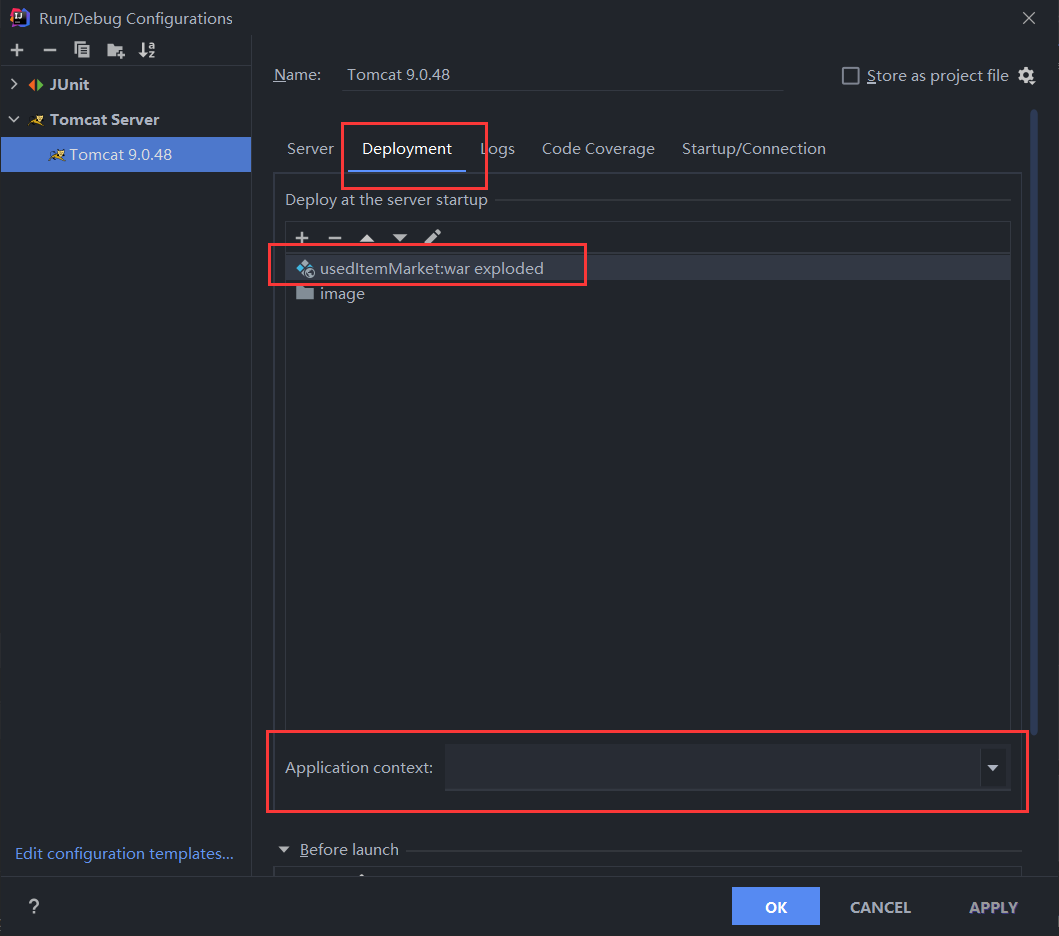 Run/Debug Configurations
JUnit
Tomcat Server
Tomcat 9.0.48
Edit configuration templates...
Name: Tomcat 9.0.48
Store as project file
Server Deployment Logs Code Coverage Startup/Connection
Deploy at the server startup
usedItemMarket:war exploded
image
Application context:
Before launch
?
OK CANCEL APPLY